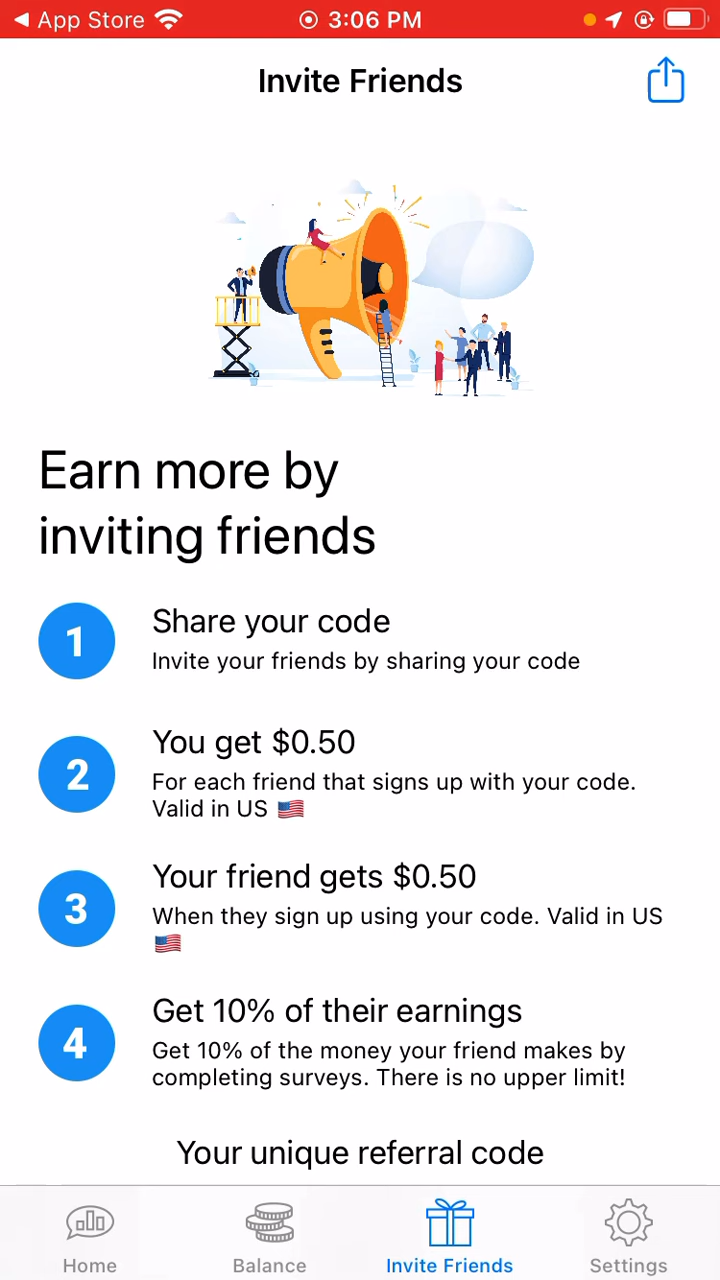 App Store 3:06 PM
Invite Friends
Earn more by
inviting friends
1 Share your code
Invite your friends by sharing your code
2 You get $0.50
For each friend that signs up with your code.
Valid in US 🇺🇸
3 Your friend gets $0.50
When they sign up using your code. Valid in US
🇺🇸
4 Get 10% of their earnings
Get 10% of the money your friend makes by
completing surveys. There is no upper limit!
Your unique referral code
Home Balance Invite Friends Settings